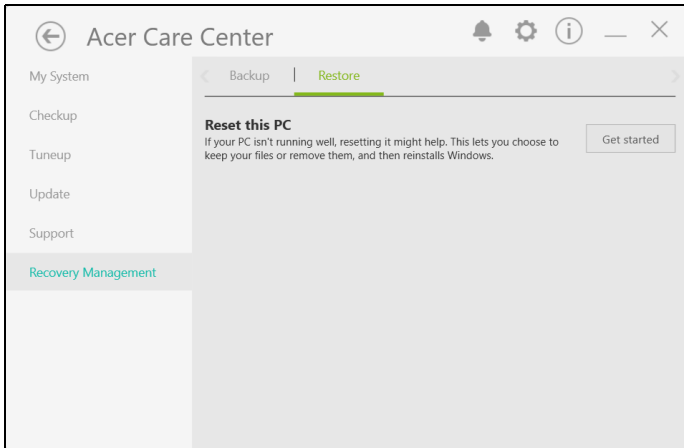 Acer Care Center
My System
Checkup
Tuneup
Update
Support
Recovery Management
Backup | Restore
Reset this PC
If your PC isn't running well, resetting it might help. This lets you choose to
keep your files or remove them, and then reinstalls Windows.
Get started